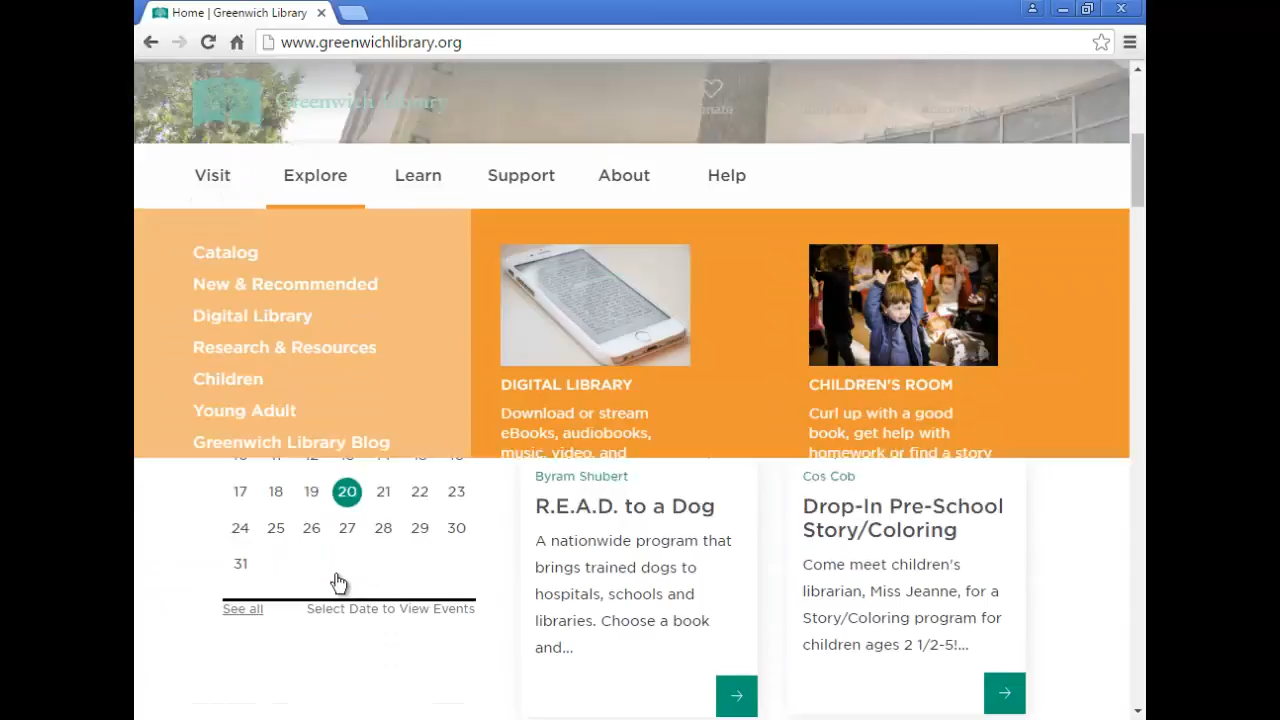 Home | Greenwich Library
www.greenwichlibrary.org
Greenwich Library
Visit Explore Learn Support About Help
Catalog
New & Recommended
Digital Library
Research & Resources
Children
Young Adult
Greenwich Library Blog
DIGITAL LIBRARY
Download or stream
eBooks, audiobooks,
music, video, and
CHILDREN'S ROOM
Curl up with a good
book, get help with
homework or find a story
17 18 19 20 21 22 23
24 25 26 27 28 29 30
31
See all Select Date to View Events
Byram Shubert
R.E.A.D. to a Dog
A nationwide program that
brings trained dogs to
hospitals, schools and
libraries. Choose a book
and...
Cos Cob
Drop-In Pre-School
Story/Coloring
Come meet children's
librarian, Miss Jeanne, for a
Story/Coloring program for
children ages 2 1/2-5!...